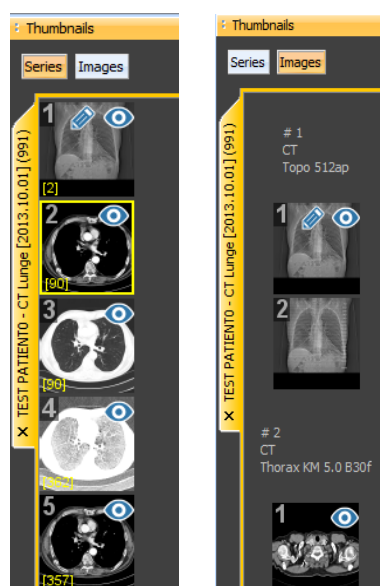 Thumbnails
Series Images
TEST PATIENT0 - CT Lunge [2013.10.01] (991)
1
[2]
2
[90]
3
[90]
4
5
[357]
Thumbnails
Series Images
TEST PATIENT0 - CT Lunge [2013.10.01] (991)
# 1
CT
Topo 512ap
1
2
# 2
CT
Thorax KM 5.0 B30f
1